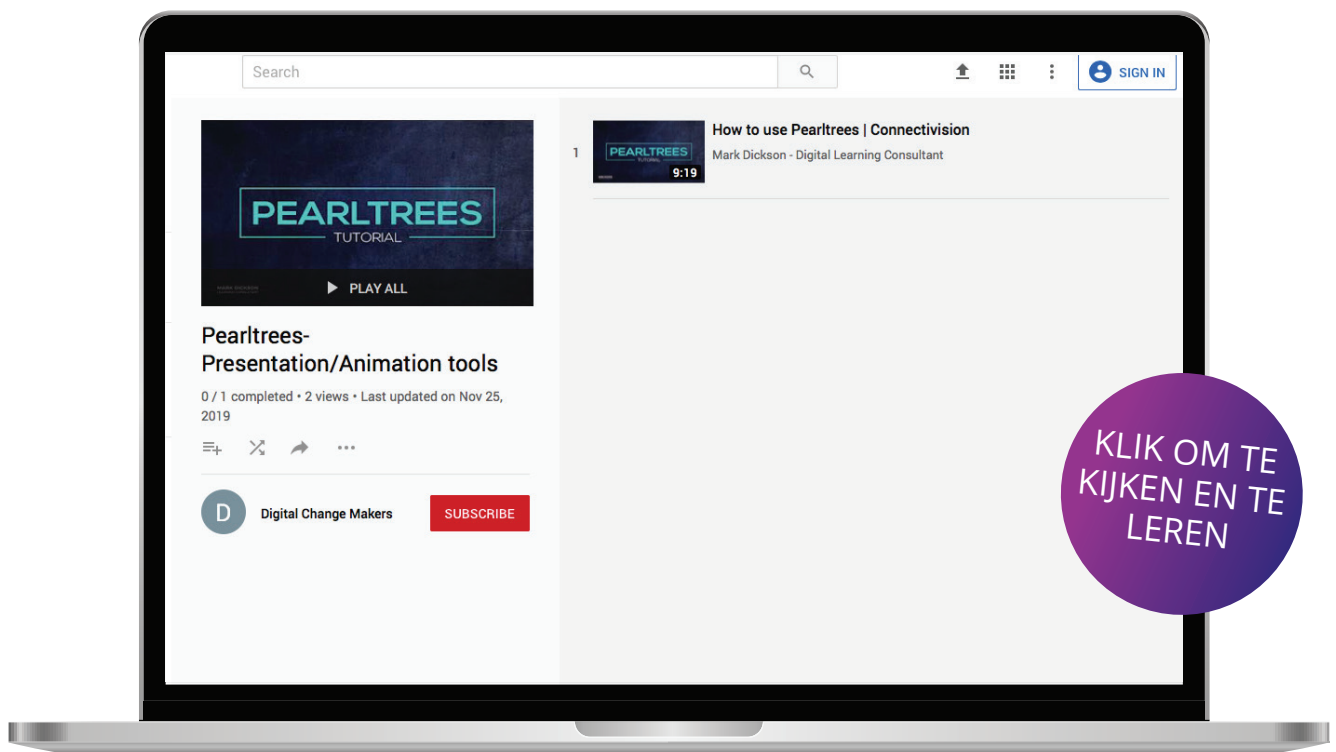 Search
SIGN IN
PEARLTREES
TUTORIAL
PLAY ALL
Pearltrees-
Presentation/Animation tools
0 / 1 completed • 2 views • Last updated on Nov 25,
2019
D
Digital Change Makers
SUBSCRIBE
1
PEARLTREES
TUTORIAL
9:19
How to use Pearltrees | Connectivision
Mark Dickson - Digital Learning Consultant
KLIK OM TE
KIJKEN EN TE
LEREN